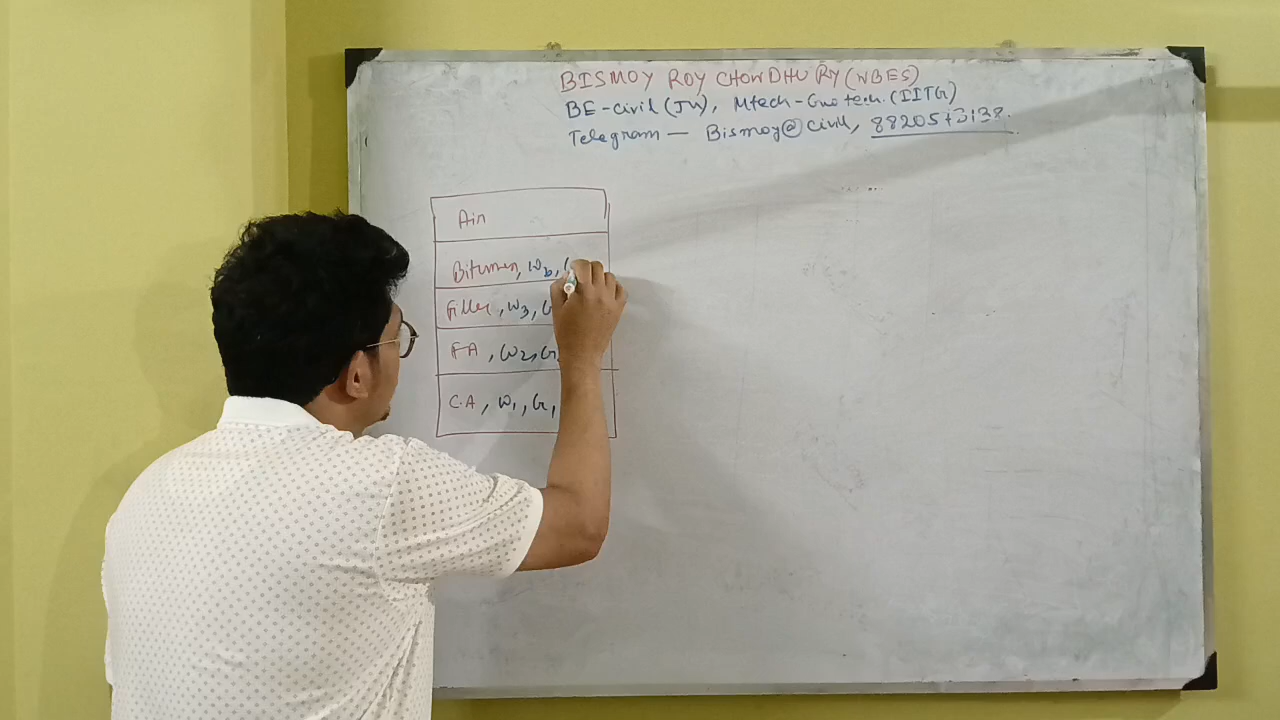 BISMOY ROY CHOWDHURY (WBES)
BE-Civil (JU), Mtech-Geotech. (IITG)
Telegram — Bismoy@Civil,
Air
Bitumen, Wb, G
Filler, W3, G
FA, W2, G
C.A, W1, G1